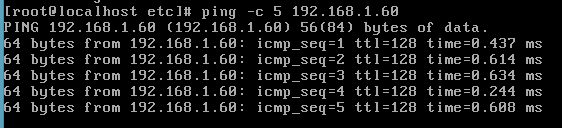 [root@localhost etc]# ping -c 5 192.168.1.60
PING 192.168.1.60 (192.168.1.60) 56(84) bytes of data.
64 bytes from 192.168.1.60: icmp_seq=1 ttl=128 time=0.437 ms
64 bytes from 192.168.1.60: icmp_seq=2 ttl=128 time=0.614 ms
64 bytes from 192.168.1.60: icmp_seq=3 ttl=128 time=0.634 ms
64 bytes from 192.168.1.60: icmp_seq=4 ttl=128 time=0.244 ms
64 bytes from 192.168.1.60: icmp_seq=5 ttl=128 time=0.608 ms